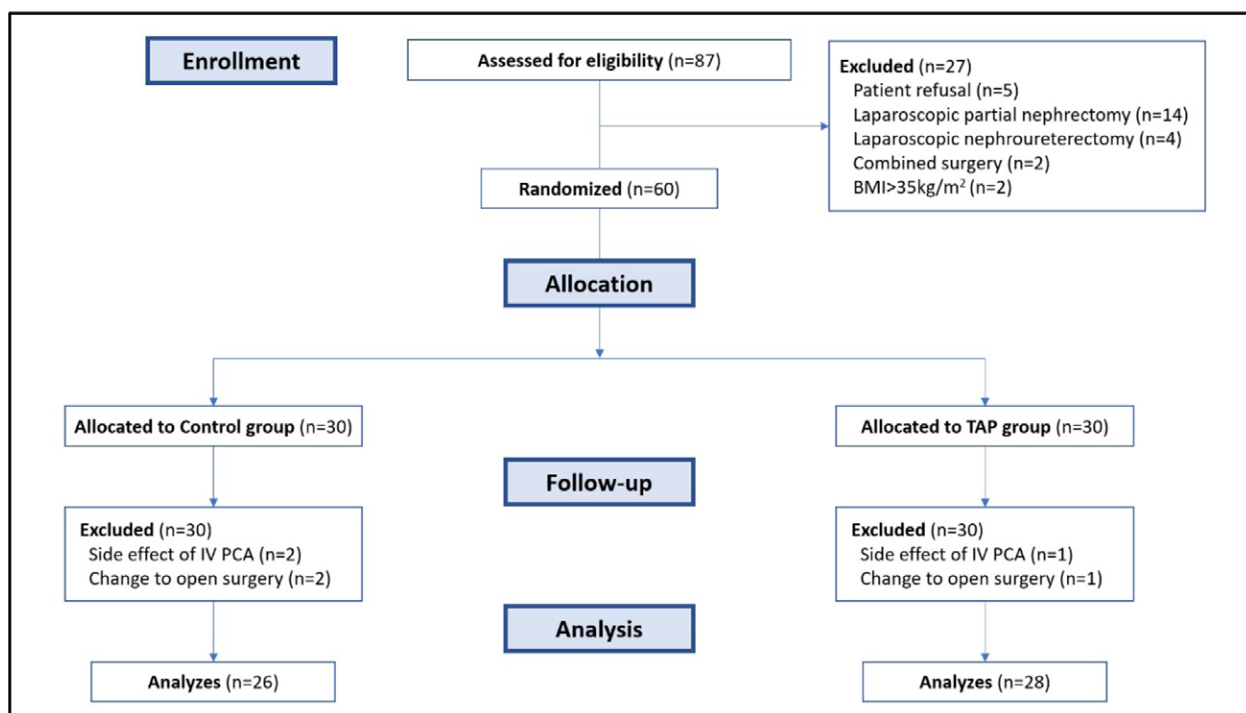 Enrollment
Assessed for eligibility (n=87)
Excluded (n=27)
Patient refusal (n=5)
Laparoscopic partial nephrectomy (n=14)
Laparoscopic nephroureterectomy (n=4)
Combined surgery (n=2)
BMI>35kg/m² (n=2)
Randomized (n=60)
Allocation
Allocated to Control group (n=30)
Allocated to TAP group (n=30)
Follow-up
Excluded (n=30)
Side effect of IV PCA (n=2)
Change to open surgery (n=2)
Excluded (n=30)
Side effect of IV PCA (n=1)
Change to open surgery (n=1)
Analysis
Analyzes (n=26)
Analyzes (n=28)